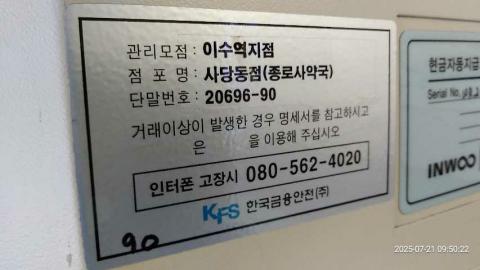 관리모점 : 이수역지점
점 포 명 : 사당동점(종로사약국)
단말번호 : 20696-90
거래이상이 발생한 경우 명세서를 참고하시고
은 을 이용해 주십시오
인터폰 고장시 080-562-4020
KFS 한국금융안전(주)
90
현금자동지급
Serial No.
INWOO
2025-07-21 09:50:22